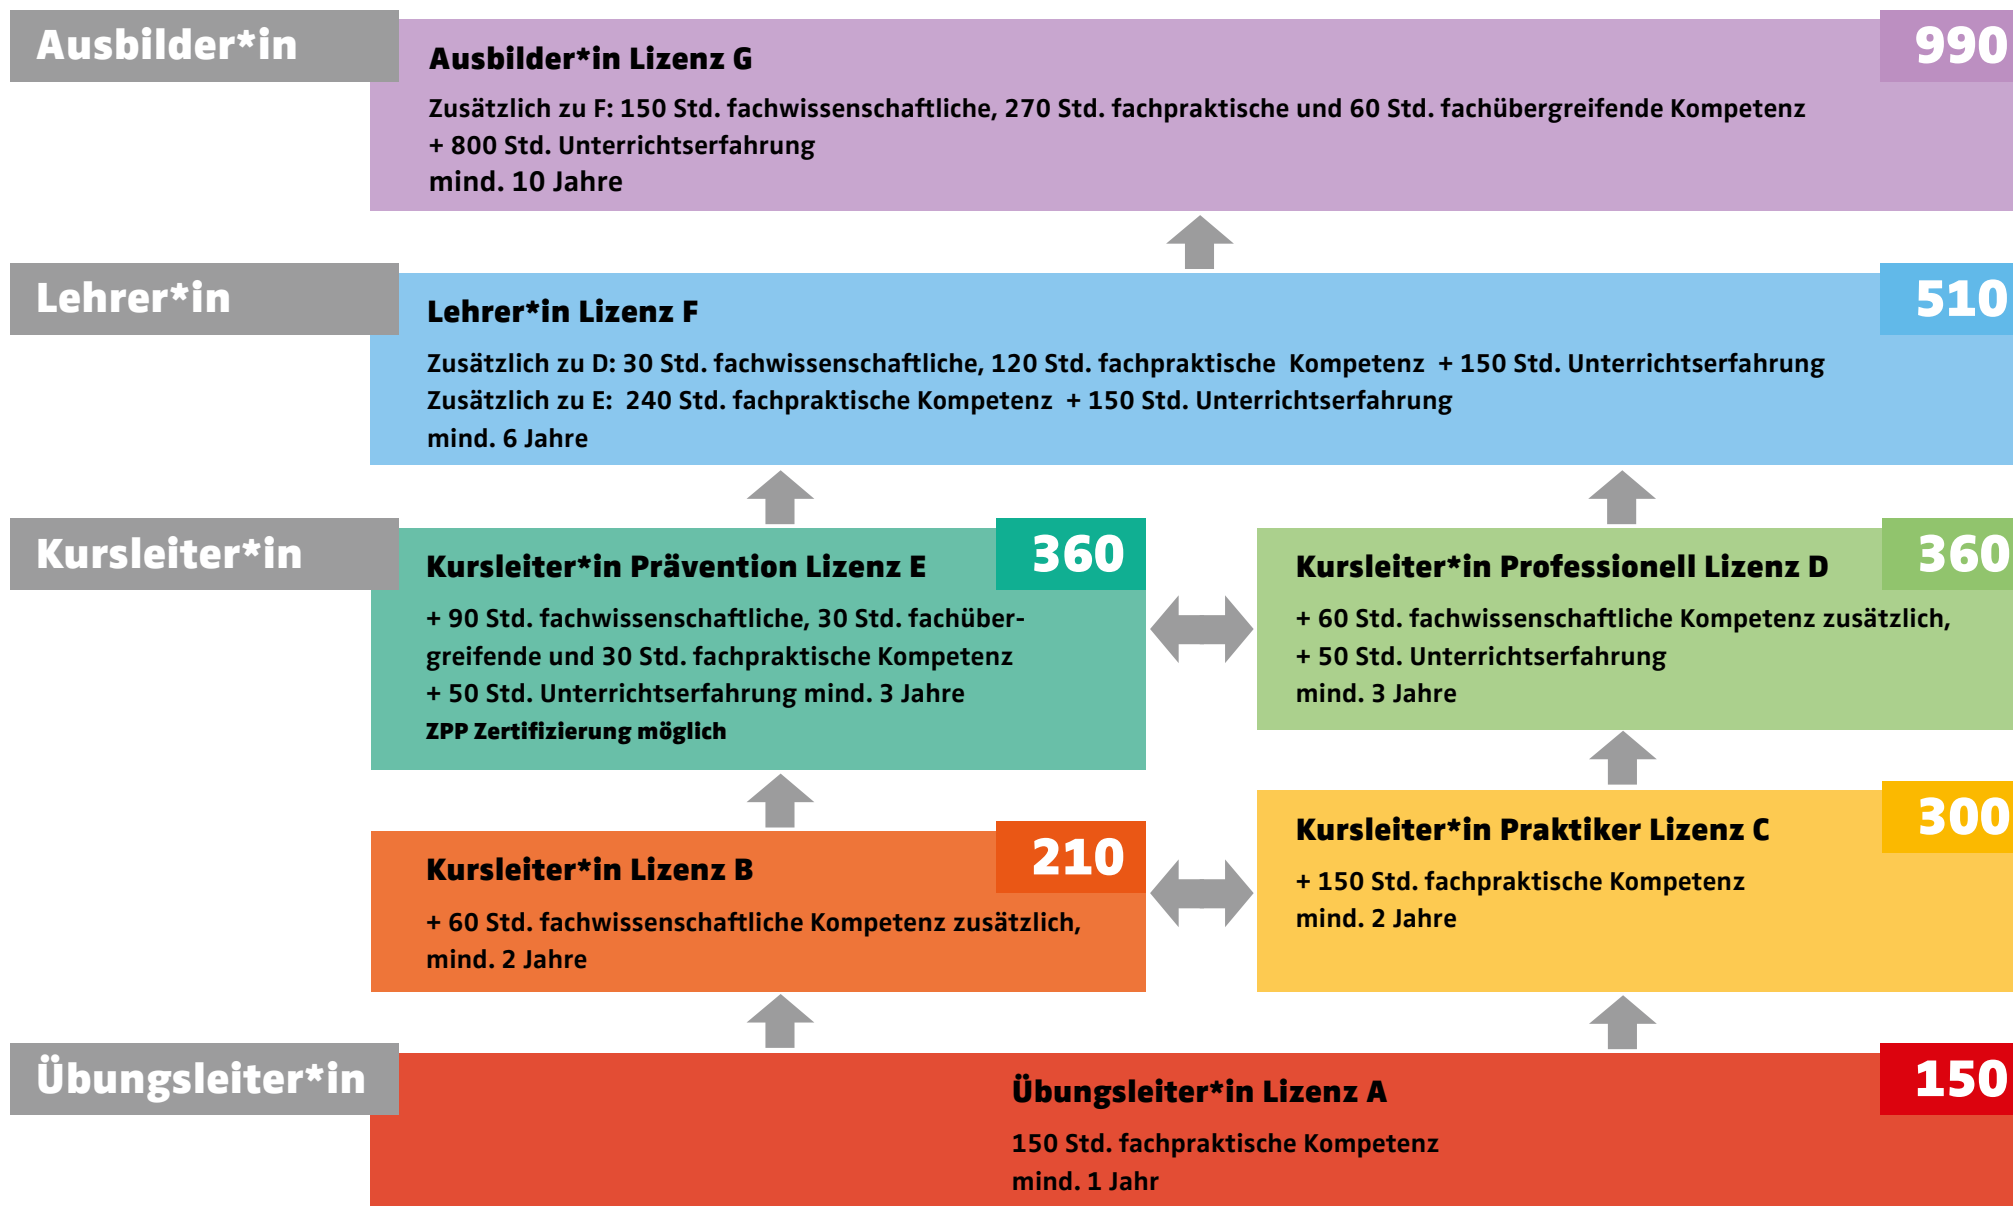 Ausbilder*in
Ausbilder*in Lizenz G
990
Zusätzlich zu F: 150 Std. fachwissenschaftliche, 270 Std. fachpraktische und 60 Std. fachübergreifende Kompetenz
+ 800 Std. Unterrichtserfahrung
mind. 10 Jahre
Lehrer*in
Lehrer*in Lizenz F
510
Zusätzlich zu D: 30 Std. fachwissenschaftliche, 120 Std. fachpraktische Kompetenz + 150 Std. Unterrichtserfahrung
Zusätzlich zu E: 240 Std. fachpraktische Kompetenz + 150 Std. Unterrichtserfahrung
mind. 6 Jahre
Kursleiter*in
Kursleiter*in Prävention Lizenz E
360
+ 90 Std. fachwissenschaftliche, 30 Std. fachüber-
greifende und 30 Std. fachpraktische Kompetenz
+ 50 Std. Unterrichtserfahrung mind. 3 Jahre
ZPP Zertifizierung möglich
Kursleiter*in Professionell Lizenz D
360
+ 60 Std. fachwissenschaftliche Kompetenz zusätzlich,
+ 50 Std. Unterrichtserfahrung
mind. 3 Jahre
Kursleiter*in Lizenz B
210
+ 60 Std. fachwissenschaftliche Kompetenz zusätzlich,
mind. 2 Jahre
Kursleiter*in Praktiker Lizenz C
300
+ 150 Std. fachpraktische Kompetenz
mind. 2 Jahre
Übungsleiter*in
Übungsleiter*in Lizenz A
150
150 Std. fachpraktische Kompetenz
mind. 1 Jahr